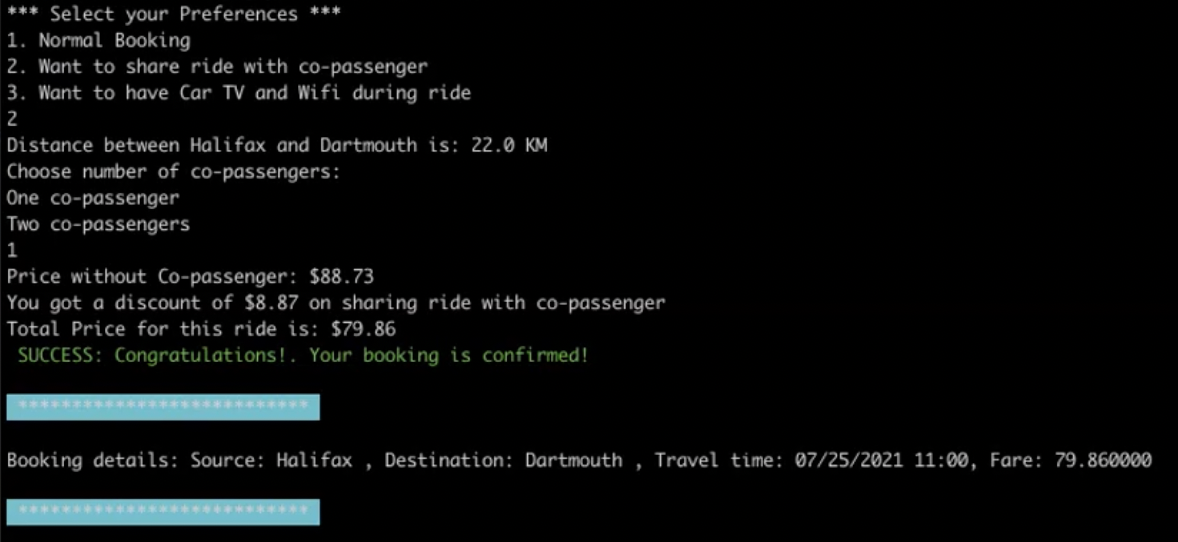 *** Select your Preferences ***
1. Normal Booking
2. Want to share ride with co-passenger
3. Want to have Car TV and Wifi during ride
2
Distance between Halifax and Dartmouth is: 22.0 KM
Choose number of co-passengers:
One co-passenger
Two co-passengers
1
Price without Co-passenger: $88.73
You got a discount of $8.87 on sharing ride with co-passenger
Total Price for this ride is: $79.86
SUCCESS: Congratulations!. Your booking is confirmed!
***************************
Booking details: Source: Halifax , Destination: Dartmouth , Travel time: 07/25/2021 11:00, Fare: 79.860000
***************************